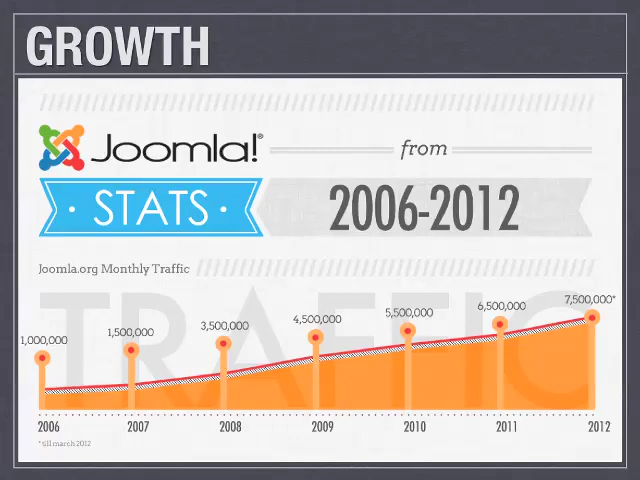 GROWTH
Joomla!®
from
· STATS ·
2006-2012
Joomla.org Monthly Traffic
TRAFFIC
1,000,000
1,500,000
3,500,000
4,500,000
5,500,000
6,500,000
7,500,000*
2006 2007 2008 2009 2010 2011 2012
* till march 2012